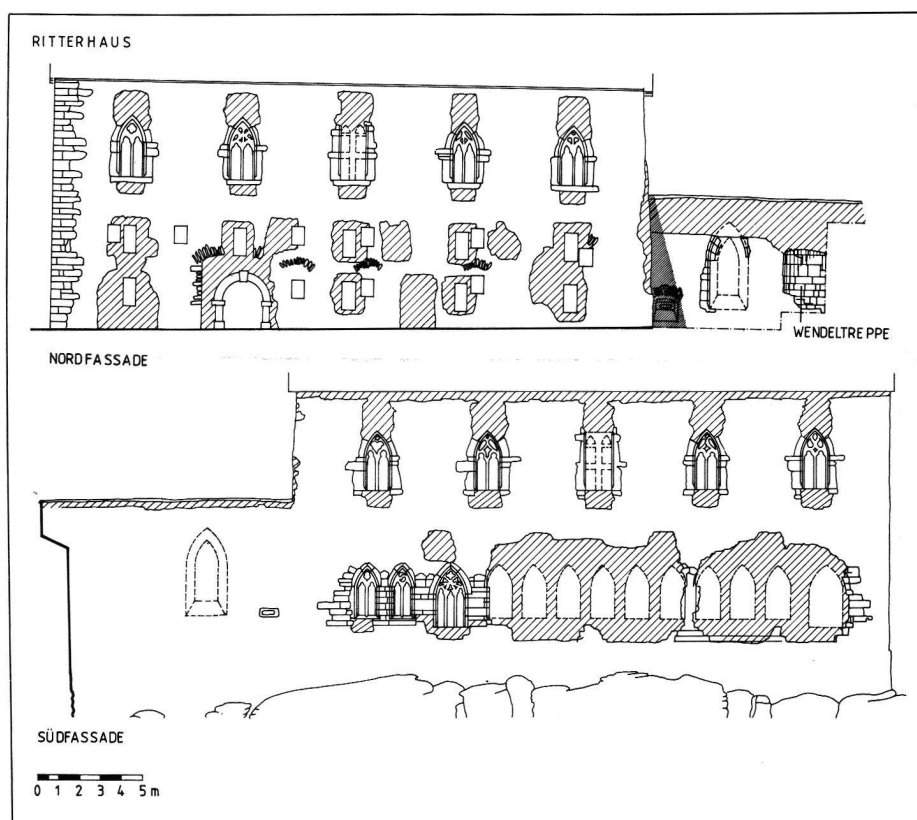 RITTERHAUS
WENDELTREPPE
NORDFASSADE
SÜDFASSADE
0 1 2 3 4 5m